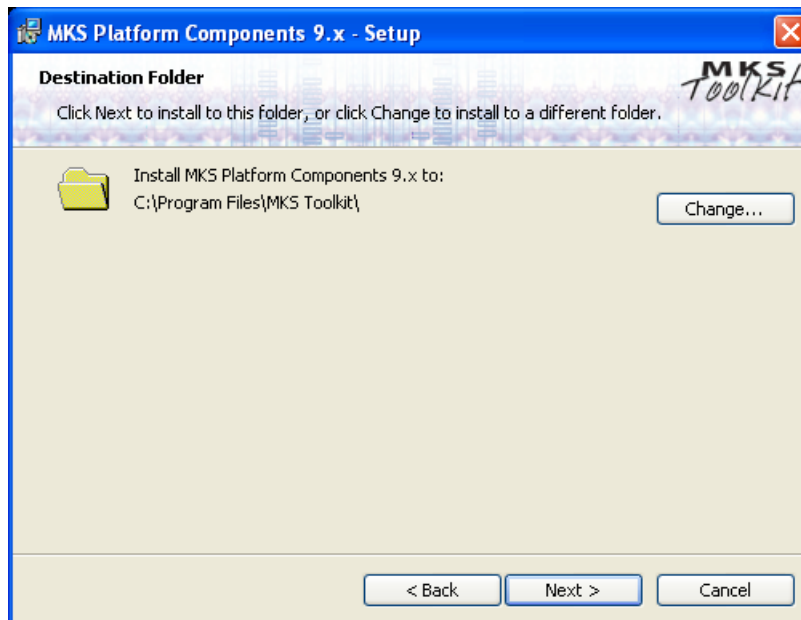 MKS Platform Components 9.x - Setup
Destination Folder
MKS
Toolkit
Click Next to install to this folder, or click Change to install to a different folder.
Install MKS Platform Components 9.x to:
C:\Program Files\MKS Toolkit\
Change...
< Back
Next >
Cancel